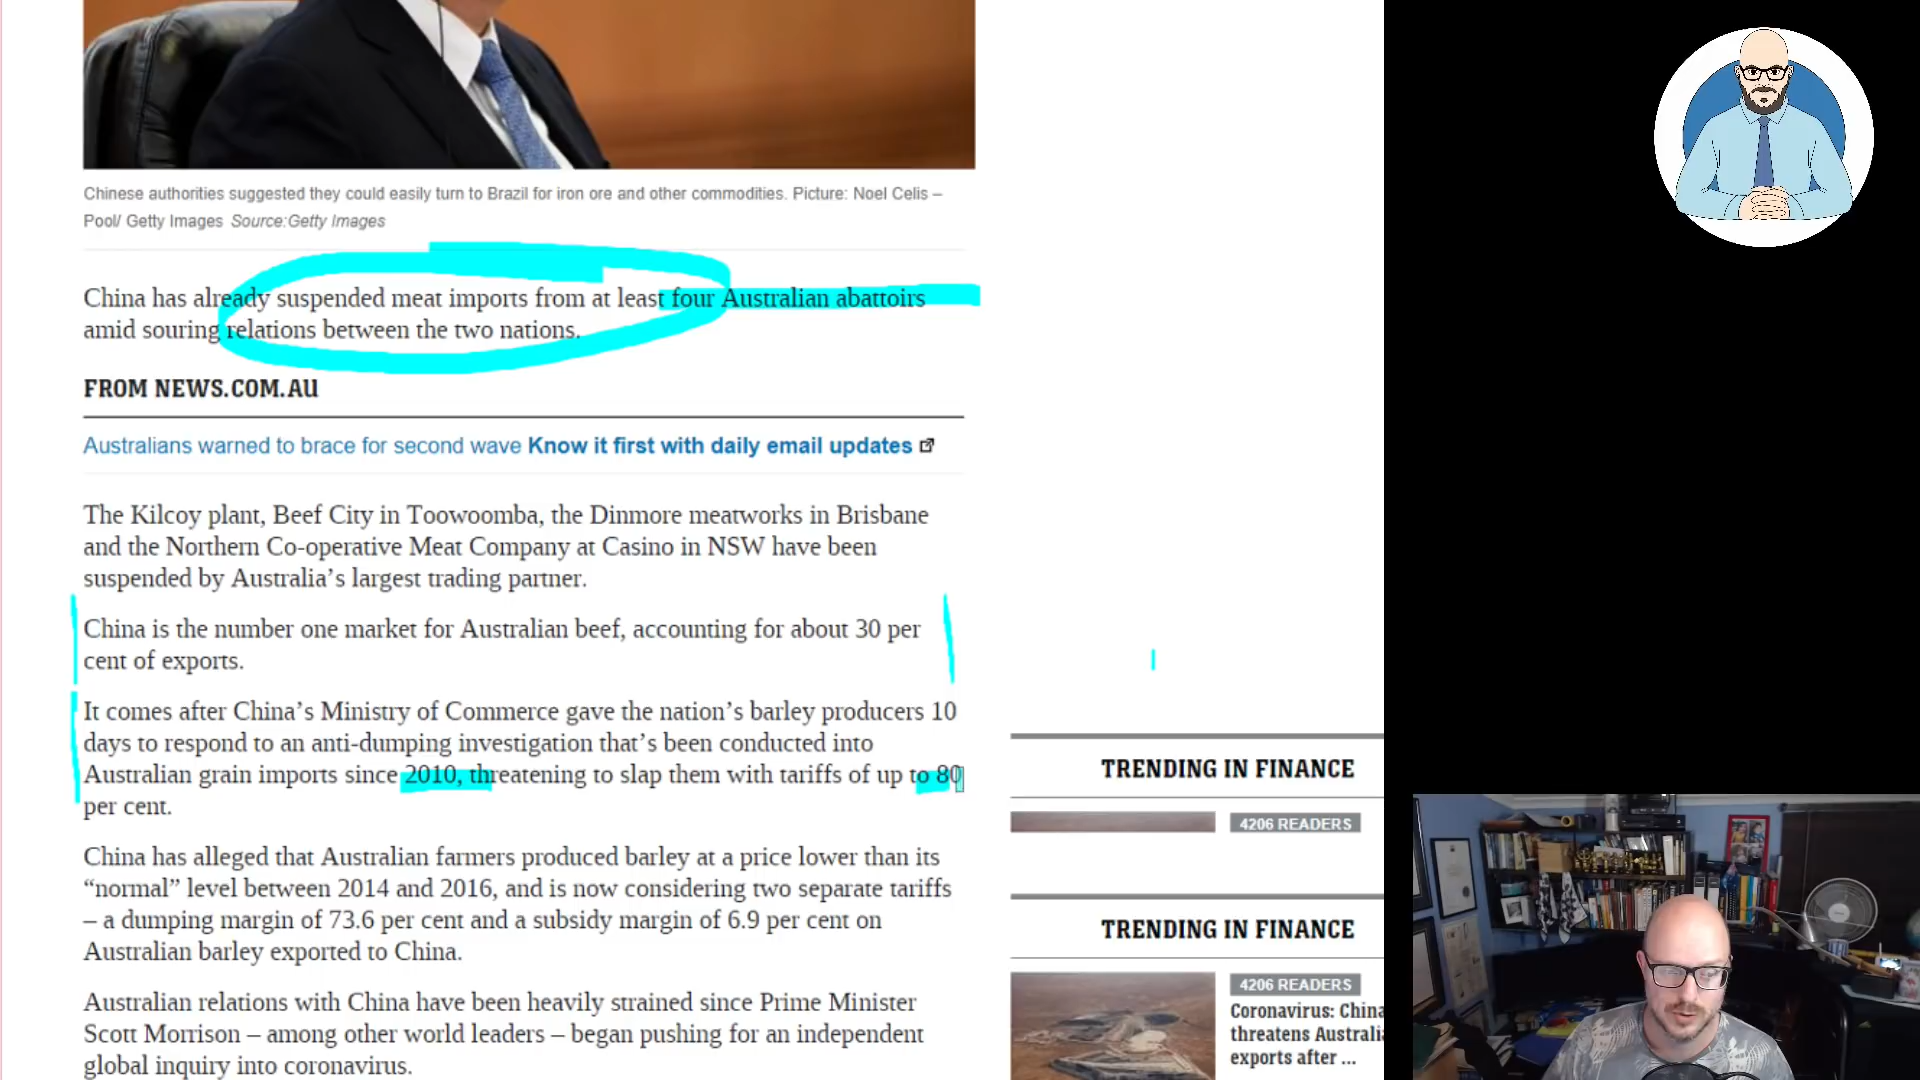 Chinese authorities suggested they could easily turn to Brazil for iron ore and other commodities. Picture: Noel Celis –
Pool/ Getty Images Source:Getty Images
China has already suspended meat imports from at least four Australian abattoirs
amid souring relations between the two nations.
FROM NEWS.COM.AU
Australians warned to brace for second wave Know it first with daily email updates
The Kilcoy plant, Beef City in Toowoomba, the Dinmore meatworks in Brisbane
and the Northern Co-operative Meat Company at Casino in NSW have been
suspended by Australia’s largest trading partner.
China is the number one market for Australian beef, accounting for about 30 per
cent of exports.
It comes after China’s Ministry of Commerce gave the nation’s barley producers 10
days to respond to an anti-dumping investigation that’s been conducted into
Australian grain imports since 2010, threatening to slap them with tariffs of up to 80
per cent.
China has alleged that Australian farmers produced barley at a price lower than its
“normal” level between 2014 and 2016, and is now considering two separate tariffs
– a dumping margin of 73.6 per cent and a subsidy margin of 6.9 per cent on
Australian barley exported to China.
Australian relations with China have been heavily strained since Prime Minister
Scott Morrison – among other world leaders – began pushing for an independent
global inquiry into coronavirus.
TRENDING IN FINANCE
4206 READERS
TRENDING IN FINANCE
4206 READERS
Coronavirus: China
threatens Australia
exports after ...